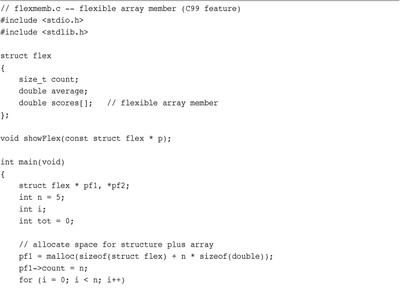 // flexmemb.c -- flexible array member (C99 feature)
#include <stdio.h>
#include <stdlib.h>
struct flex
{
    size_t count;
    double average;
    double scores[];   // flexible array member
};
void showFlex(const struct flex * p);
int main(void)
{
    struct flex * pf1, *pf2;
    int n = 5;
    int i;
    int tot = 0;
    // allocate space for structure plus array
    pf1 = malloc(sizeof(struct flex) + n * sizeof(double));
    pf1->count = n;
    for (i = 0; i < n; i++)